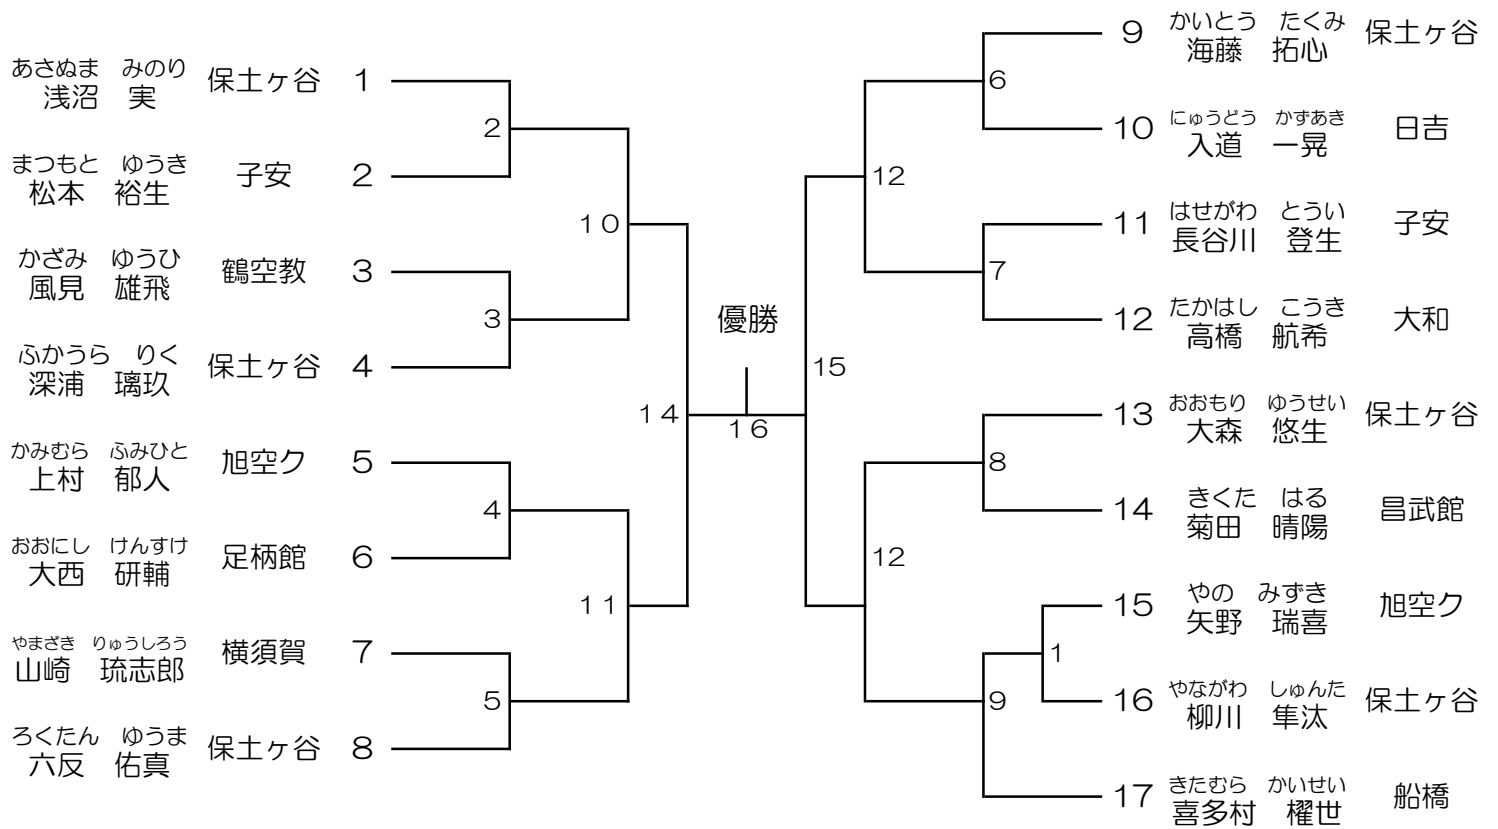 あさぬま　みのり
浅沼　実　保土ヶ谷　1
まつもと　ゆうき
松本　裕生　子安　2
かざみ　ゆうひ
風見　雄飛　鶴空教　3
ふかうら　りく
深浦　璃玖　保土ヶ谷　4
かみむら　ふみひと
上村　郁人　旭空ク　5
おおにし　けんすけ
大西　研輔　足柄館　6
やまざき　りゅうしろう
山崎　琉志郎　横須賀　7
ろくたん　ゆうま
六反　佑真　保土ヶ谷　8
2
3
4
5
10
11
14
優勝
16
15
12
12
6
7
8
9
1
9　かいとう　たくみ
海藤　拓心　保土ヶ谷
10　にゅうどう　かずあき
入道　一晃　日吉
11　はせがわ　とうい
長谷川　登生　子安
12　たかはし　こうき
高橋　航希　大和
13　おおもり　ゆうせい
大森　悠生　保土ヶ谷
14　きくた　はる
菊田　晴陽　昌武館
15　やの　みずき
矢野　瑞喜　旭空ク
16　やながわ　しゅんた
柳川　隼汰　保土ヶ谷
17　きたむら　かいせい
喜多村　櫂世　船橋